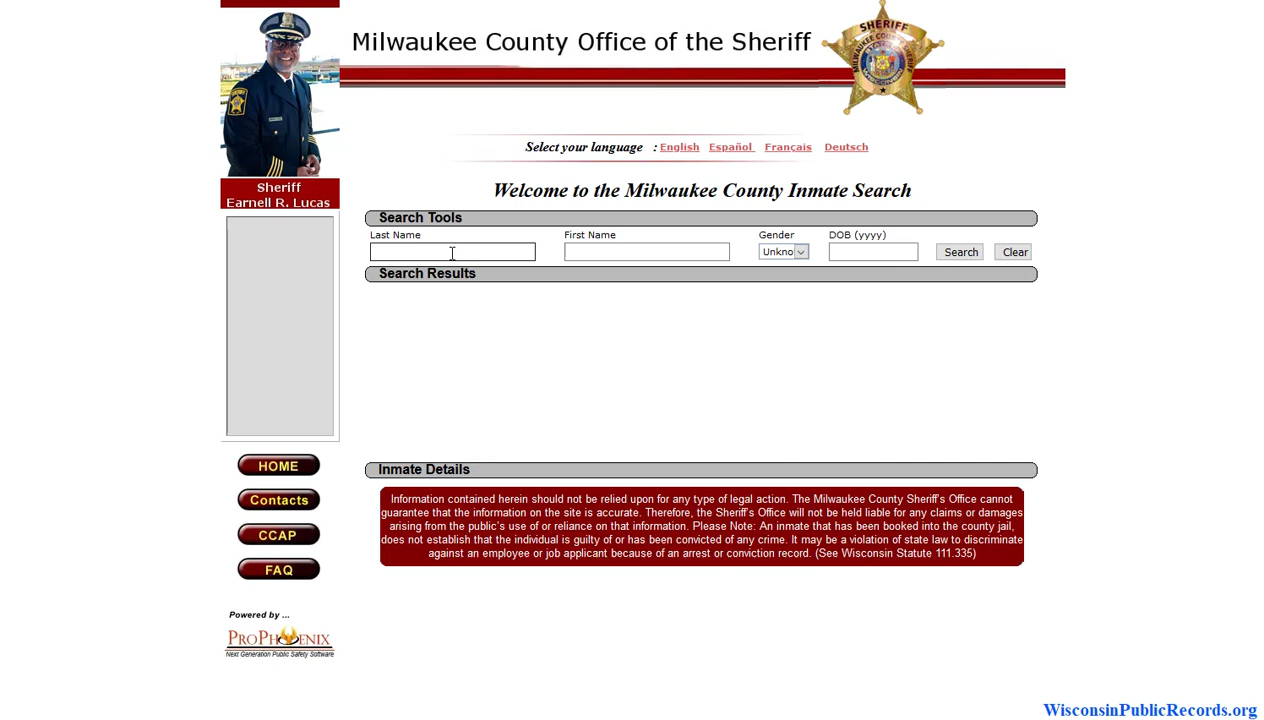 Milwaukee County Office of the Sheriff
SHERIFF
MILWAUKEE COUNTY
Select your language : English Español Français Deutsch
Sheriff
Earnell R. Lucas
Welcome to the Milwaukee County Inmate Search
Search Tools
Last Name First Name Gender DOB (yyyy)
Unkno Search Clear
Search Results
HOME
Contacts
CCAP
FAQ
Inmate Details
Information contained herein should not be relied upon for any type of legal action. The Milwaukee County Sheriff's Office cannot
guarantee that the information on the site is accurate. Therefore, the Sheriff's Office will not be held liable for any claims or damages
arising from the public's use of or reliance on that information. Please Note: An inmate that has been booked into the county jail,
does not establish that the individual is guilty of or has been convicted of any crime. It may be a violation of state law to discriminate
against an employee or job applicant because of an arrest or conviction record. (See Wisconsin Statute 111.335)
Powered by ...
PROPHOENIX
Next Generation Public Safety Software
WisconsinPublicRecords.org